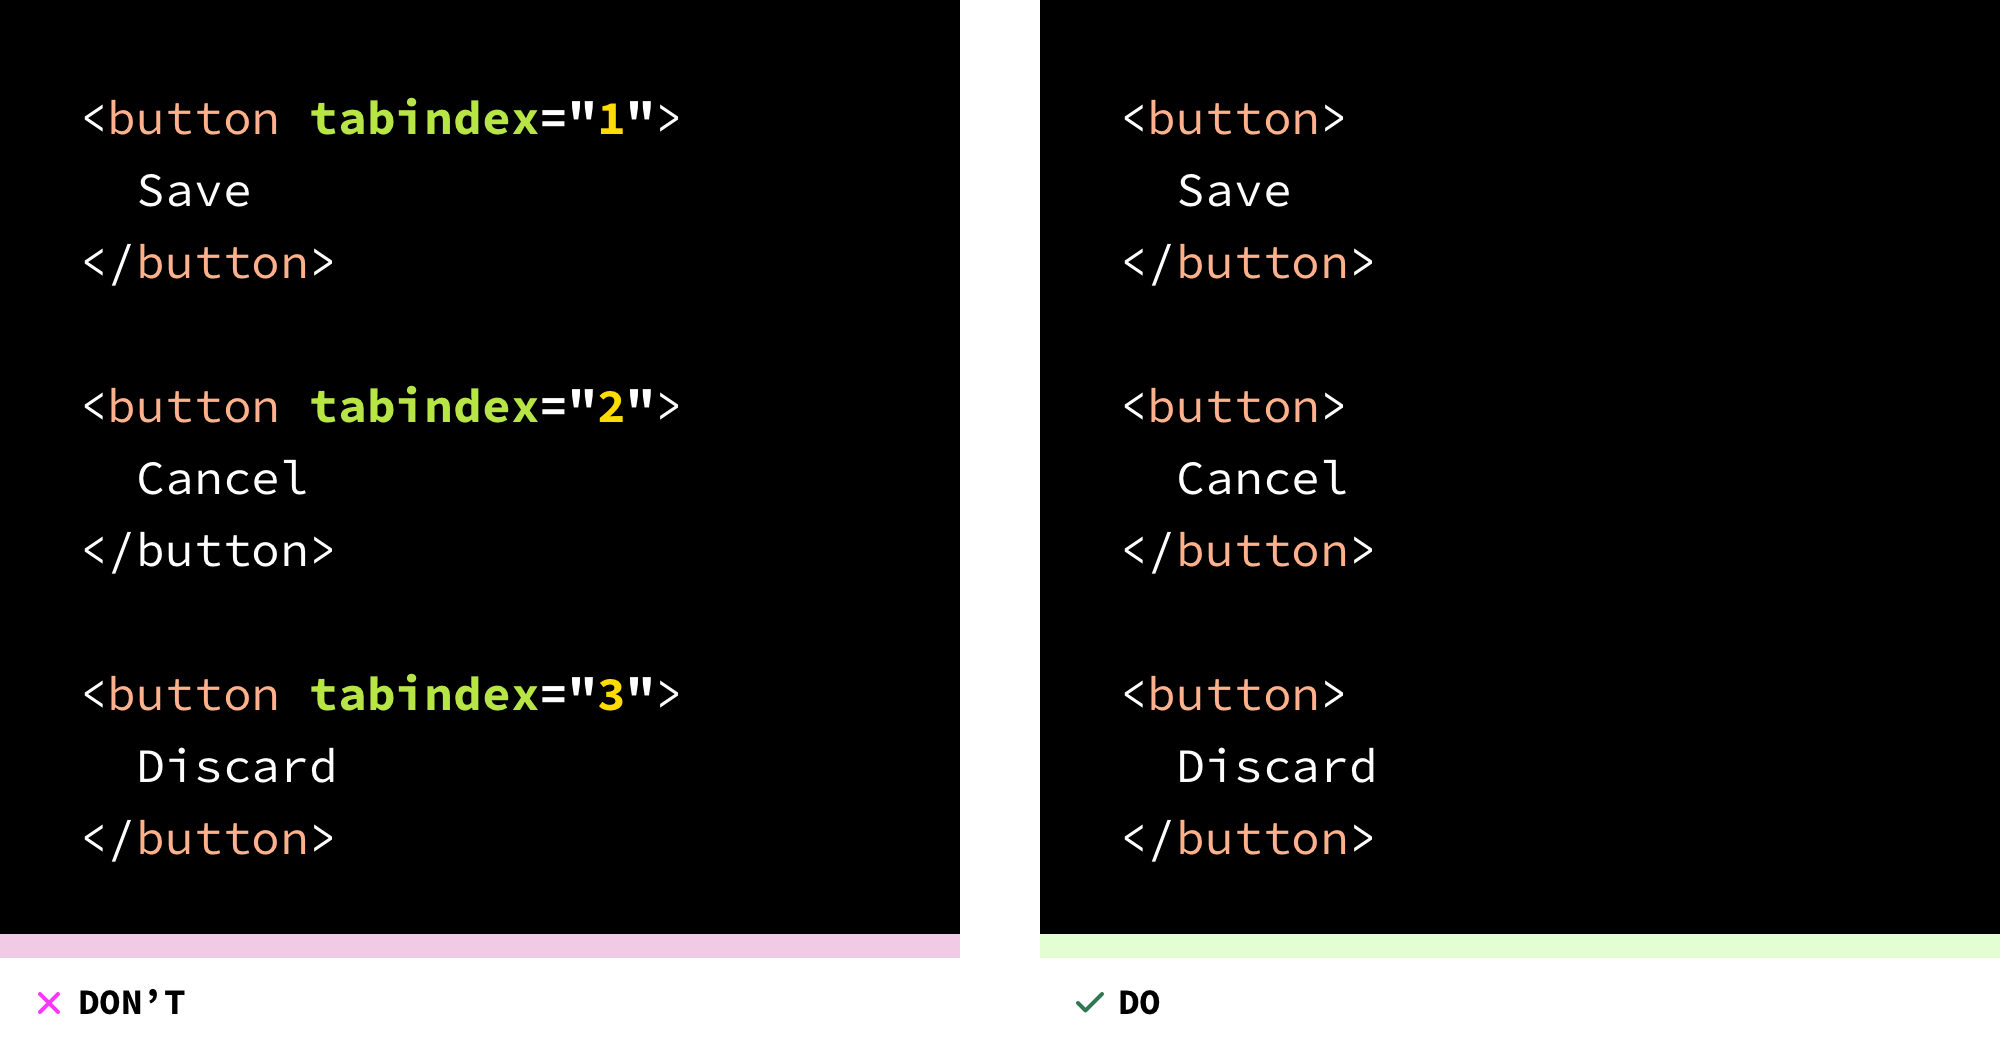 <button tabindex="1">
  Save
</button>

<button tabindex="2">
  Cancel
</button>

<button tabindex="3">
  Discard
</button>
DON’T
<button>
  Save
</button>

<button>
  Cancel
</button>

<button>
  Discard
</button>
DO